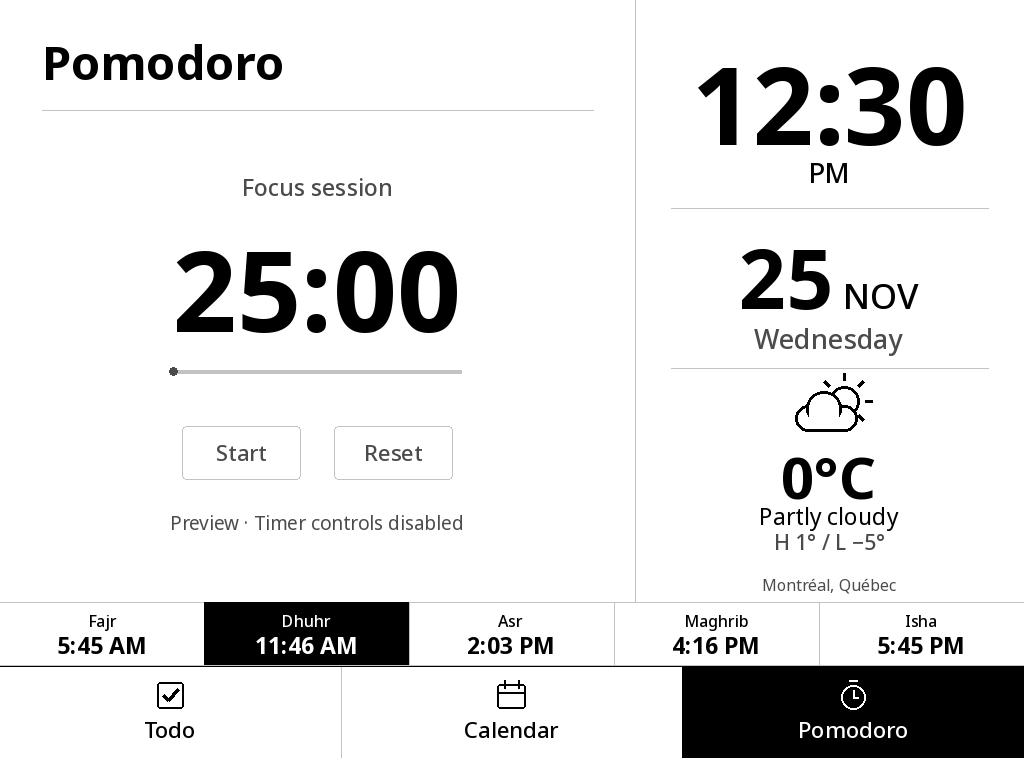 Pomodoro
Focus session
25:00
Start
Reset
Preview · Timer controls disabled
12:30
PM
25 NOV
Wednesday
0°C
Partly cloudy
H 1° / L −5°
Montréal, Québec
Fajr
5:45 AM
Dhuhr
11:46 AM
Asr
2:03 PM
Maghrib
4:16 PM
Isha
5:45 PM
Todo
Calendar
Pomodoro